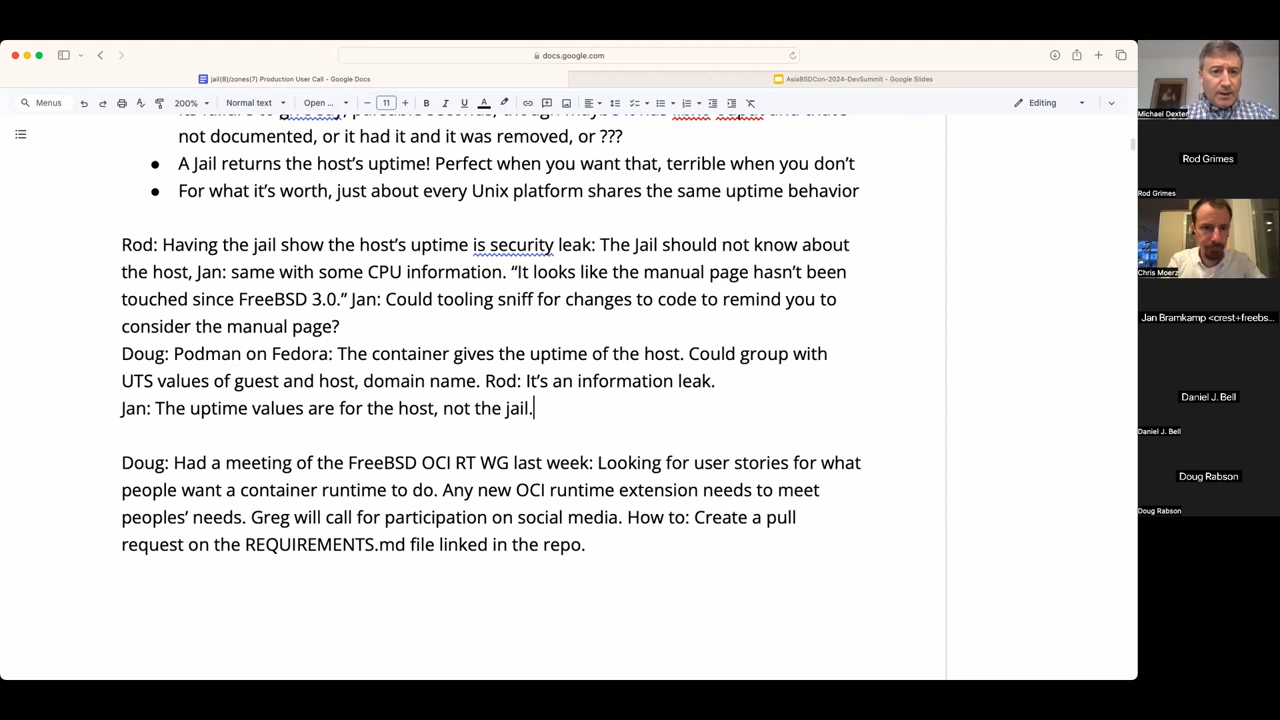 docs.google.com
jail(8)/zones(7) Production User Call - Google Docs
AsiaBSDCon-2024-DevSummit - Google Slides
Menus
200%
Normal text
Open ...
11
B I U A
Editing
not documented, or it had it and it was removed, or ???
● A Jail returns the host’s uptime! Perfect when you want that, terrible when you don’t
● For what it’s worth, just about every Unix platform shares the same uptime behavior
Rod: Having the jail show the host’s uptime is security leak: The Jail should not know about
the host, Jan: same with some CPU information. “It looks like the manual page hasn’t been
touched since FreeBSD 3.0.” Jan: Could tooling sniff for changes to code to remind you to
consider the manual page?
Doug: Podman on Fedora: The container gives the uptime of the host. Could group with
UTS values of guest and host, domain name. Rod: It’s an information leak.
Jan: The uptime values are for the host, not the jail.
Doug: Had a meeting of the FreeBSD OCI RT WG last week: Looking for user stories for what
people want a container runtime to do. Any new OCI runtime extension needs to meet
peoples’ needs. Greg will call for participation on social media. How to: Create a pull
request on the REQUIREMENTS.md file linked in the repo.
Michael Dexter
Rod Grimes
Rod Grimes
Chris Moerz
Jan Bramkamp <crest+freebs...
Daniel J. Bell
Daniel J. Bell
Doug Rabson
Doug Rabson